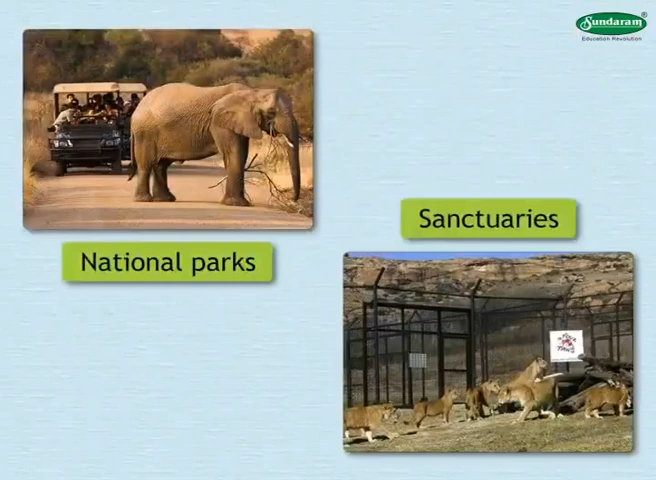 Sundaram
Education Revolution
Sanctuaries
National parks